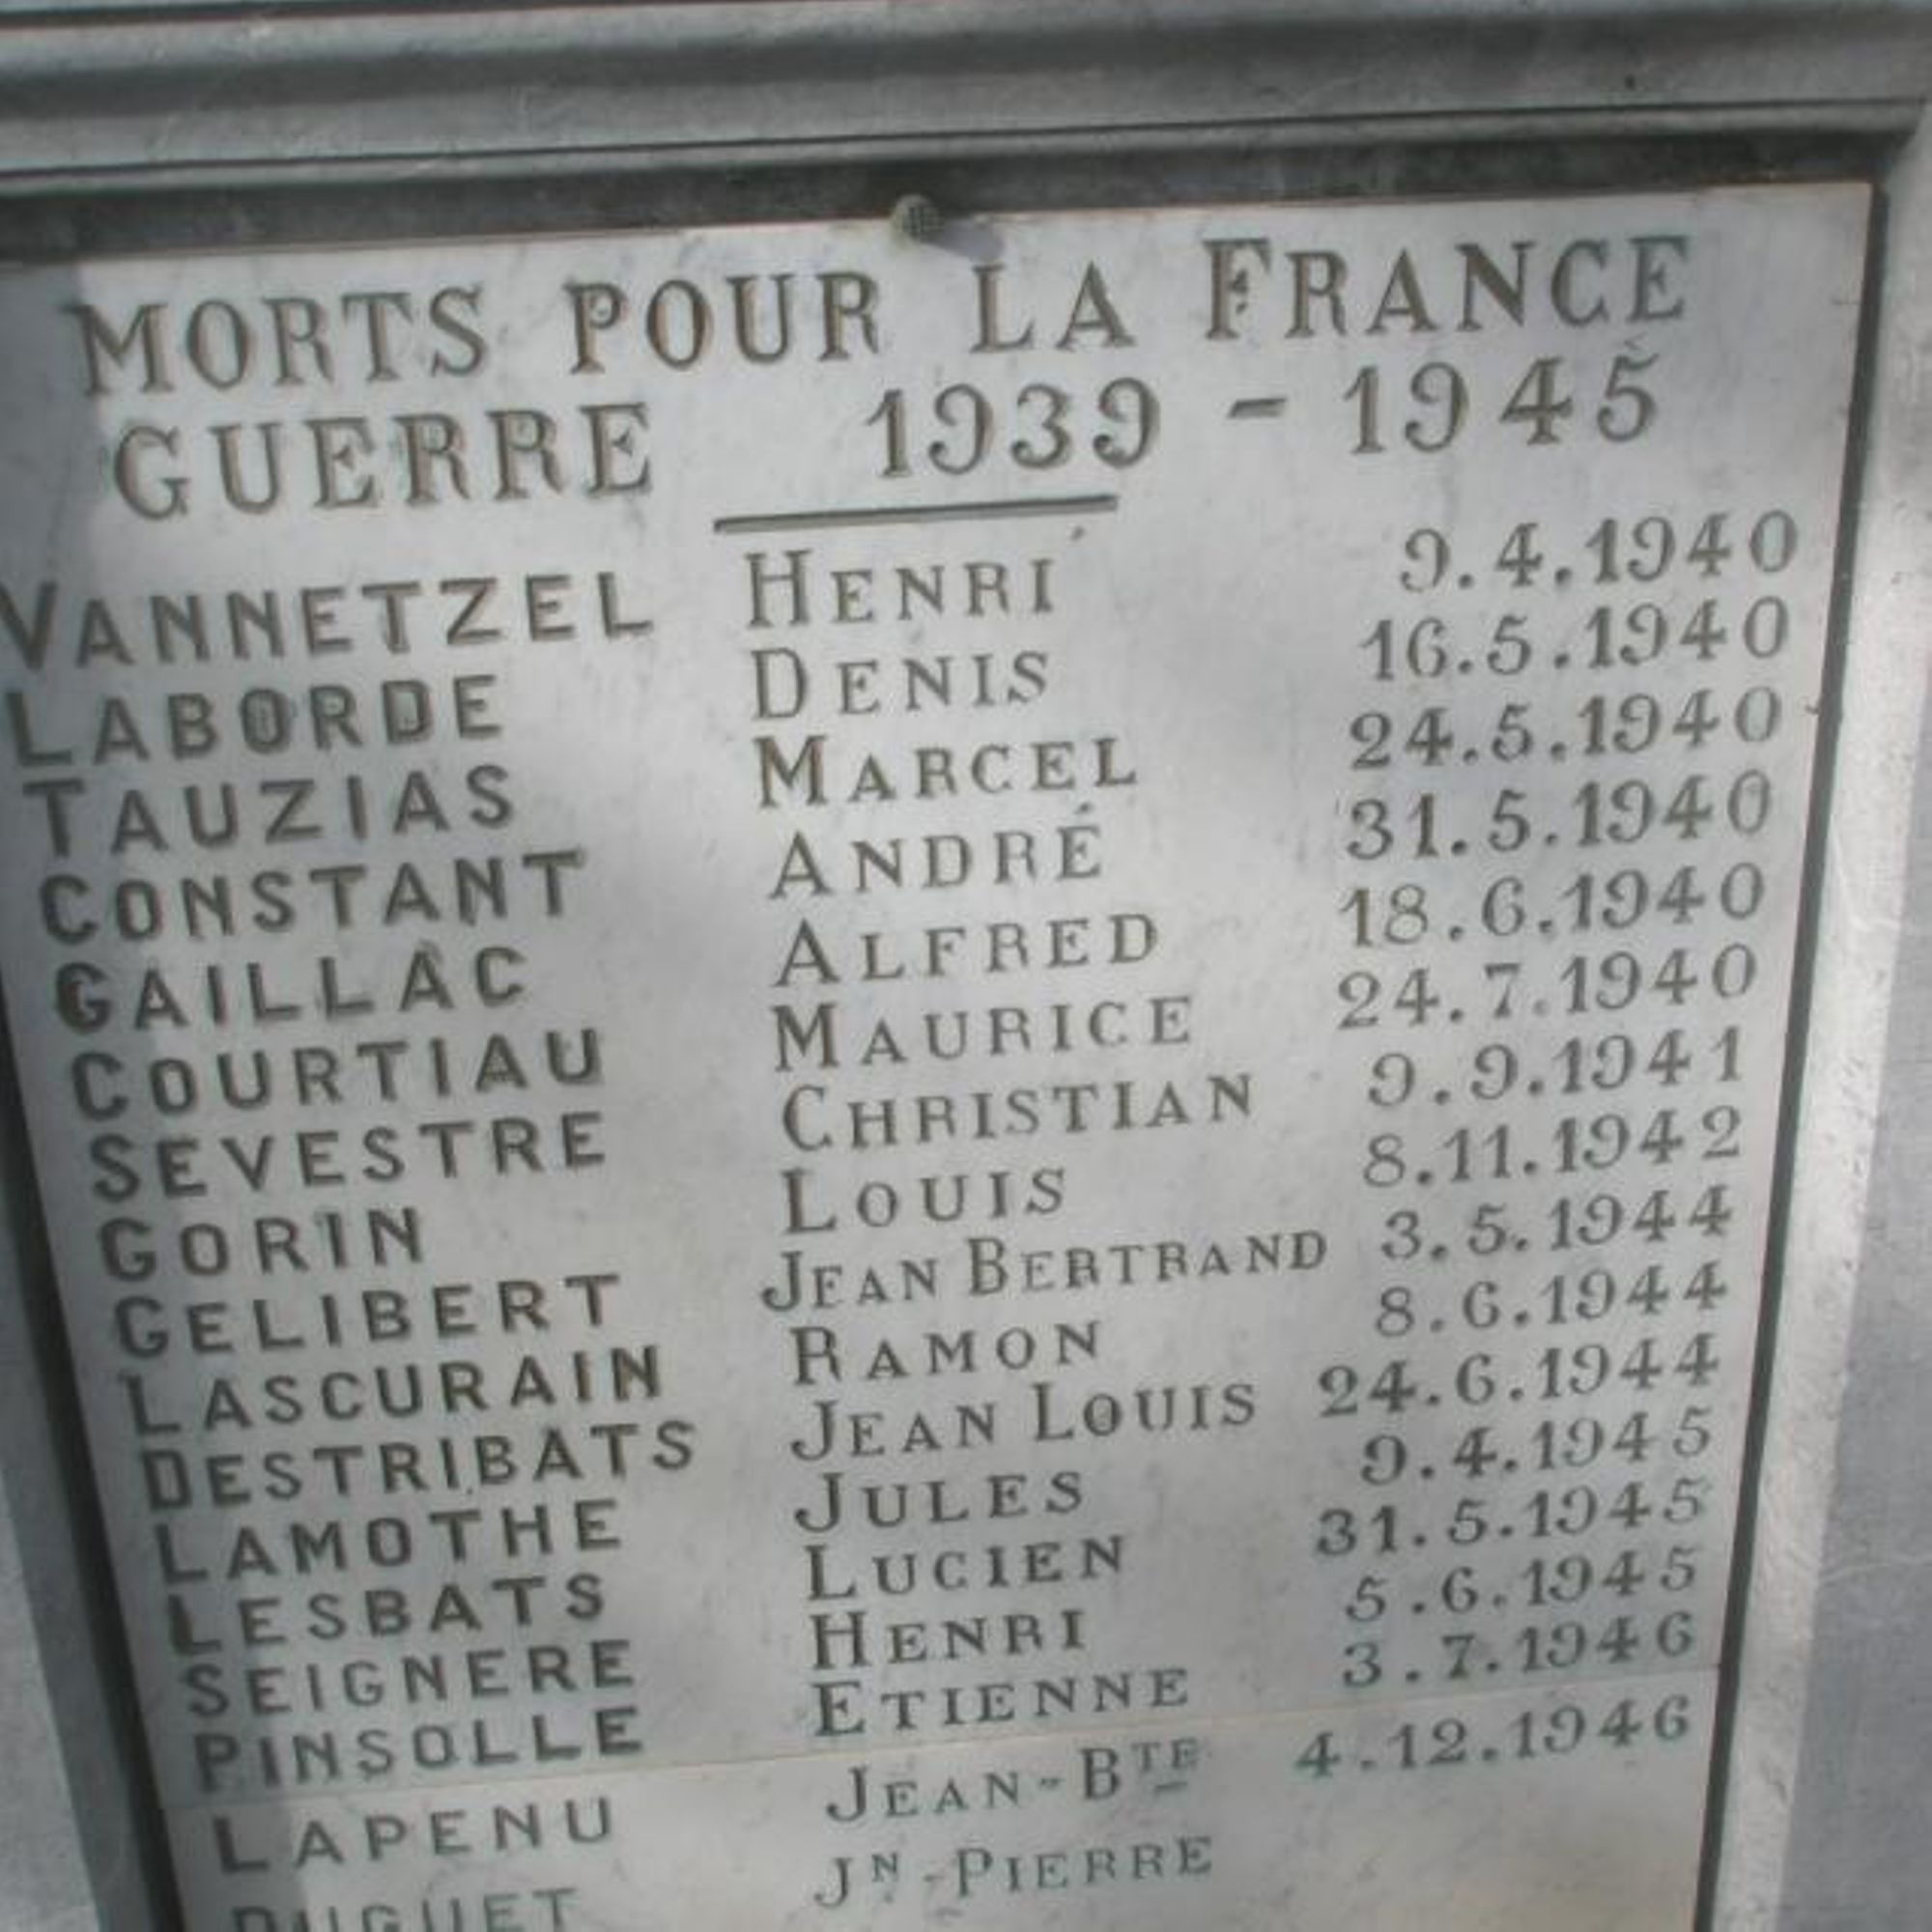 MORTS POUR LA FRANCE
GUERRE 1939 - 1945
VANNETZEL HENRI 9.4.1940
LABORDE DENIS 16.5.1940
TAUZIAS MARCEL 24.5.1940
CONSTANT ANDRÉ 31.5.1940
GAILLAC ALFRED 18.6.1940
COURTIAU MAURICE 24.7.1940
SEVESTRE CHRISTIAN 9.9.1941
GORIN LOUIS 8.11.1942
GELIBERT JEAN BERTRAND 3.5.1944
LASCURAIN RAMON 8.6.1944
DESTRIBATS JEAN LOUIS 24.6.1944
LAMOTHE JULES 9.4.1945
LESBATS LUCIEN 31.5.1945
SEIGNERE HENRI 5.6.1945
PINSOLLE ETIENNE 3.7.1946
LAPENU JEAN-BTE 4.12.1946
JN-PIERRE